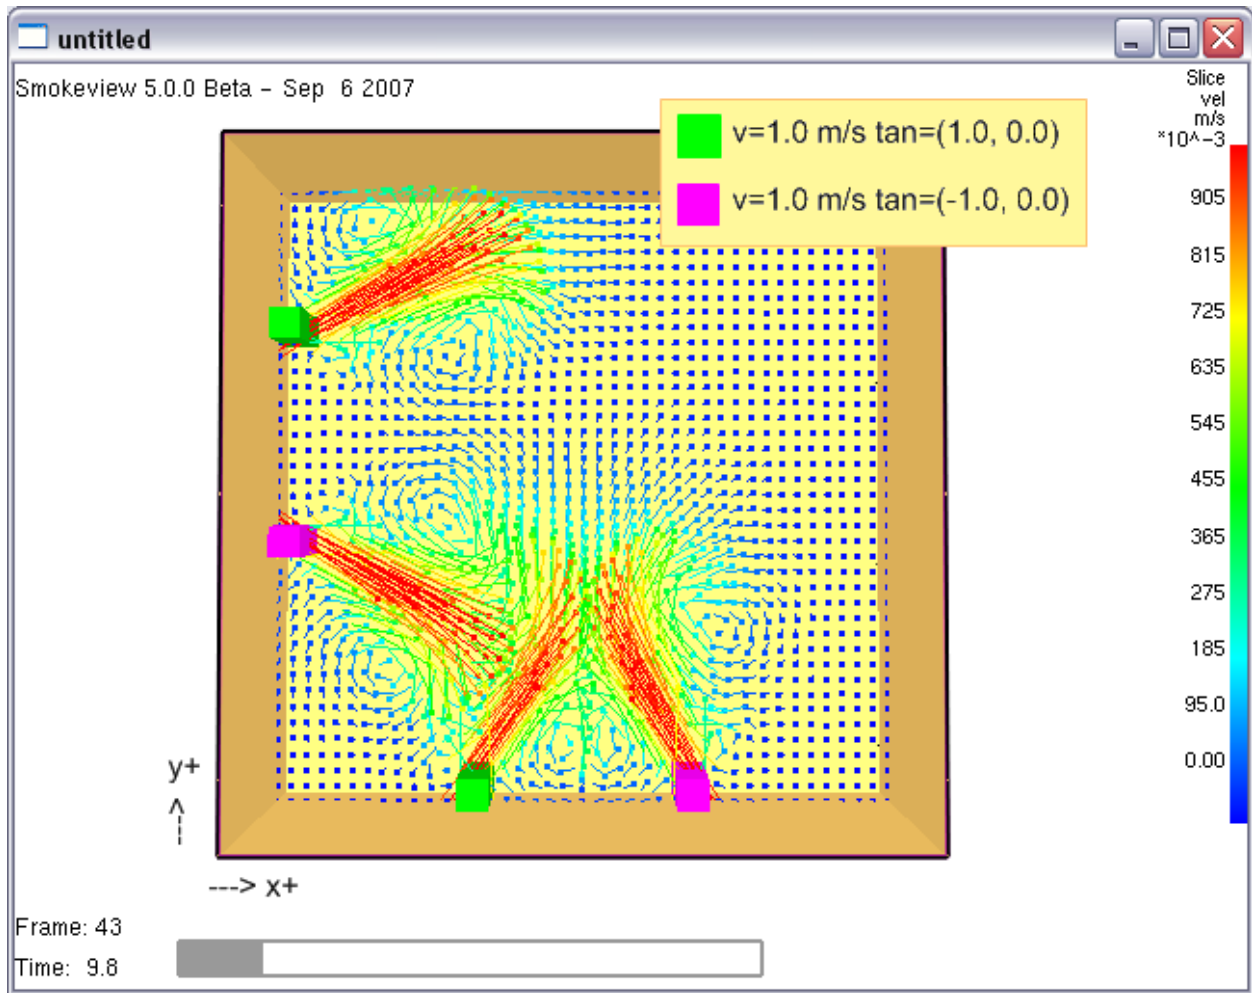 untitled
Smokeview 5.0.0 Beta - Sep 6 2007
v=1.0 m/s tan=(1.0, 0.0)
v=1.0 m/s tan=(-1.0, 0.0)
Slice
vel
m/s
*10^-3
905
815
725
635
545
455
365
275
185
95.0
0.00
y+
<---
---> x+
Frame: 43
Time: 9.8